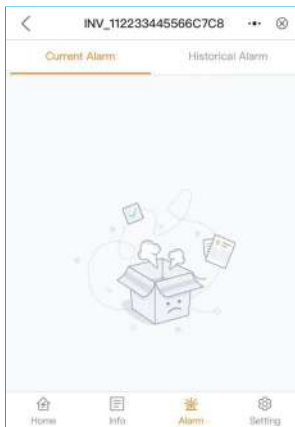 INV_112233445566C7C8
Current Alarm
Historical Alarm
Home
Info
Alarm
Setting